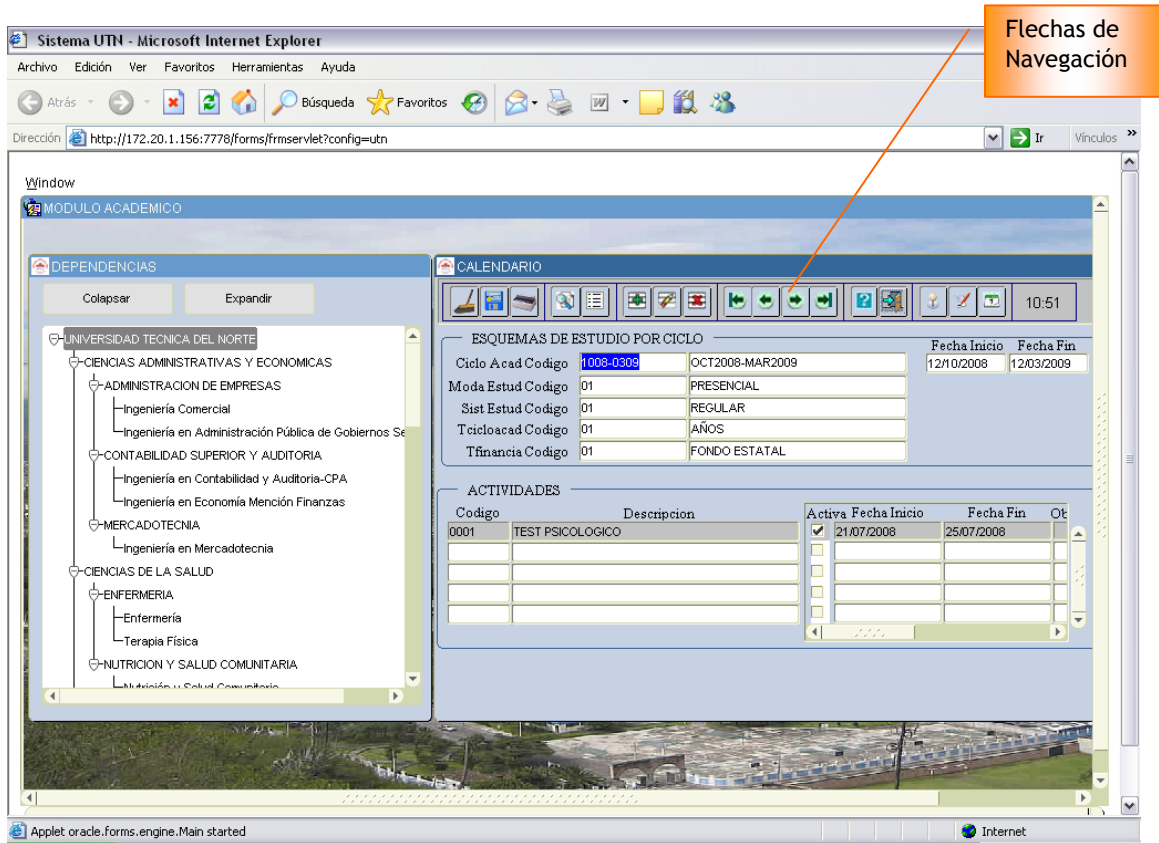 Flechas de
Navegación
Sistema UTN - Microsoft Internet Explorer
Archivo Edición Ver Favoritos Herramientas Ayuda
Atrás Búsqueda Favoritos
Dirección http://172.20.1.156:7778/forms/frmservlet?config=utn Ir Vínculos »
Window
MODULO ACADEMICO
DEPENDENCIAS
Colapsar Expandir
UNIVERSIDAD TECNICA DEL NORTE
CIENCIAS ADMINISTRATIVAS Y ECONOMICAS
ADMINISTRACION DE EMPRESAS
Ingeniería Comercial
Ingeniería en Administración Pública de Gobiernos Se
CONTABILIDAD SUPERIOR Y AUDITORIA
Ingeniería en Contabilidad y Auditoria-CPA
Ingeniería en Economía Mención Finanzas
MERCADOTECNIA
Ingeniería en Mercadotecnia
CIENCIAS DE LA SALUD
ENFERMERIA
Enfermería
Terapia Física
NUTRICION Y SALUD COMUNITARIA
Nutrición y Salud Comunitaria
CALENDARIO
10:51
ESQUEMAS DE ESTUDIO POR CICLO
Fecha Inicio Fecha Fin
Ciclo Acad Codigo 1008-0309 OCT2008-MAR2009 12/10/2008 12/03/2009
Moda Estud Codigo 01 PRESENCIAL
Sist Estud Codigo 01 REGULAR
Tcicloacad Codigo 01 AÑOS
Tfinancia Codigo 01 FONDO ESTATAL
ACTIVIDADES
Codigo Descripcion Activa Fecha Inicio Fecha Fin Ob
0001 TEST PSICOLOGICO 21/07/2008 25/07/2008
Applet oracle.forms.engine.Main started Internet